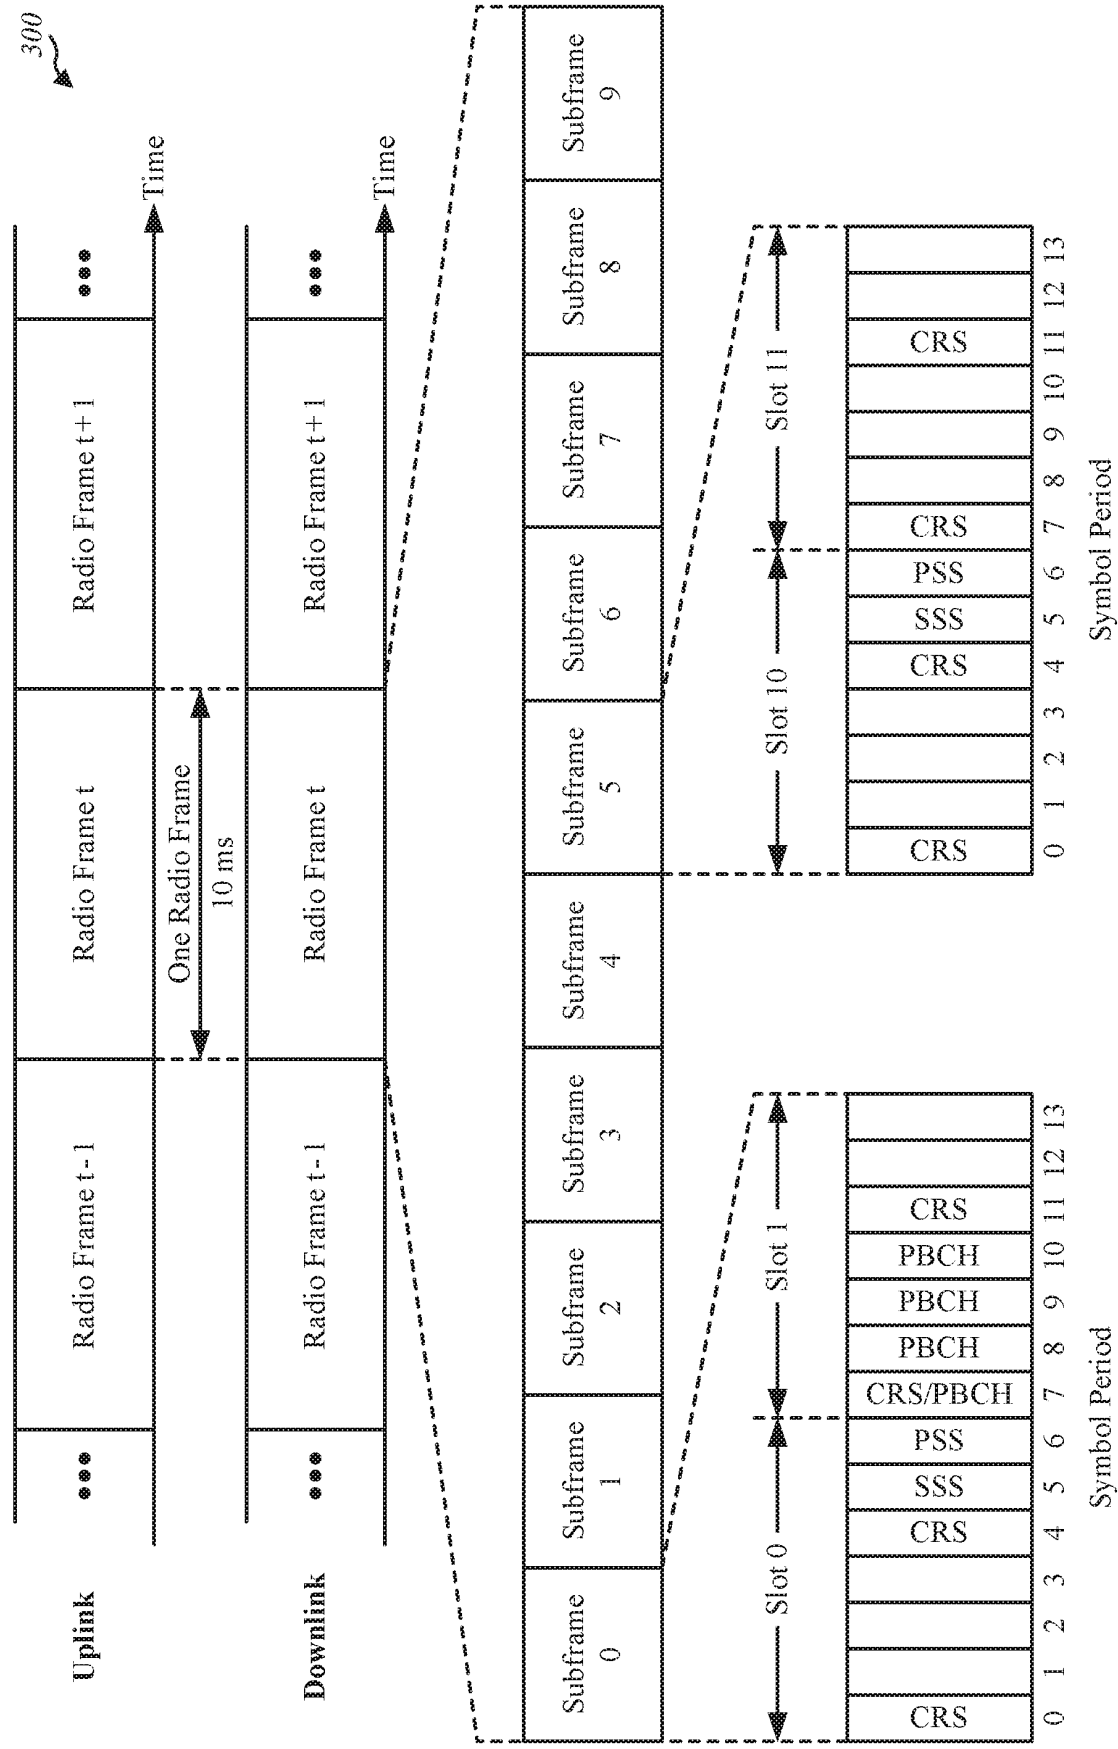 300
Uplink
Radio Frame t-1
Radio Frame t
Radio Frame t+1
Time
One Radio Frame
10 ms
Downlink
Radio Frame t-1
Radio Frame t
Radio Frame t+1
Time
Subframe
0
Subframe
1
Subframe
2
Subframe
3
Subframe
4
Subframe
5
Subframe
6
Subframe
7
Subframe
8
Subframe
9
Slot 0
Slot 1
CRS
CRS
SSS
PSS
CRS/PBCH
PBCH
PBCH
PBCH
CRS
0 1 2 3 4 5 6 7 8 9 10 11 12 13
Symbol Period
Slot 10
Slot 11
CRS
CRS
SSS
PSS
CRS
CRS
0 1 2 3 4 5 6 7 8 9 10 11 12 13
Symbol Period